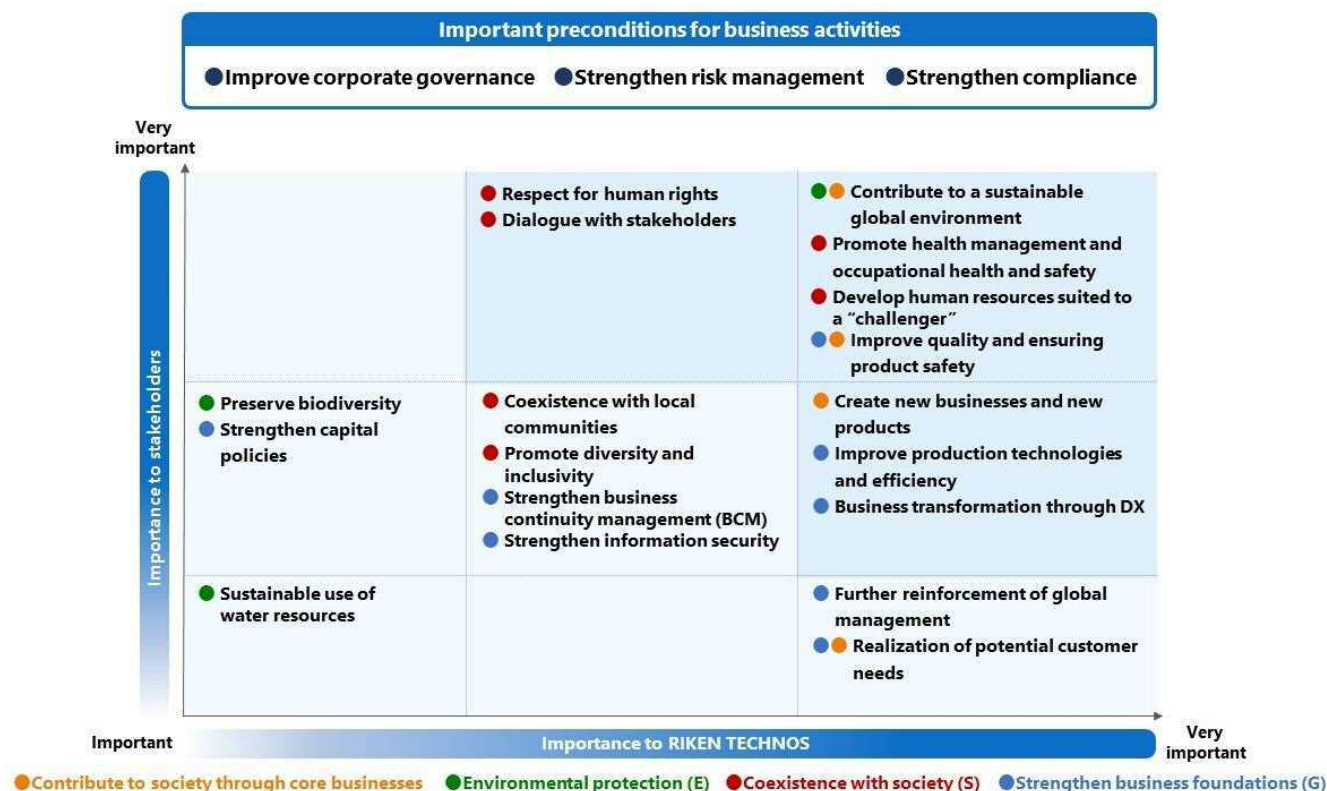 Important preconditions for business activities
Improve corporate governance Strengthen risk management Strengthen compliance
Very
important
Importance to stakeholders
Respect for human rights
Dialogue with stakeholders
Contribute to a sustainable
global environment
Promote health management and
occupational health and safety
Develop human resources suited to
a “challenger”
Improve quality and ensuring
product safety
Preserve biodiversity
Strengthen capital
policies
Coexistence with local
communities
Promote diversity and
inclusivity
Strengthen business
continuity management (BCM)
Strengthen information security
Create new businesses and new
products
Improve production technologies
and efficiency
Business transformation through DX
Sustainable use of
water resources
Further reinforcement of global
management
Realization of potential customer
needs
Important
Importance to RIKEN TECHNOS
Very
important
Contribute to society through core businesses Environmental protection (E) Coexistence with society (S) Strengthen business foundations (G)